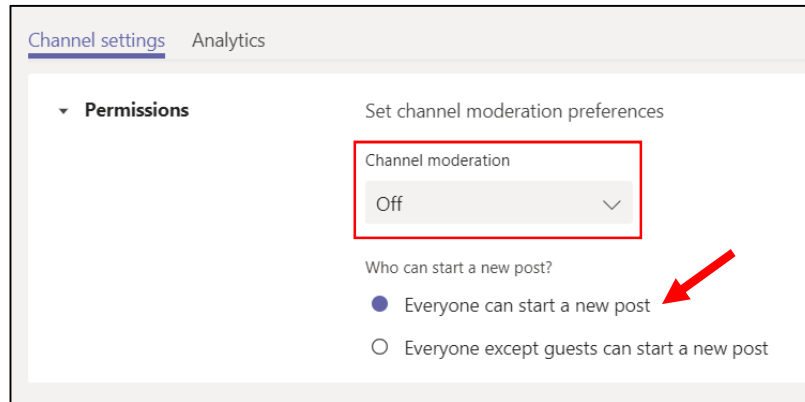 Channel settings Analytics
Permissions
Set channel moderation preferences
Channel moderation
Off
Who can start a new post?
Everyone can start a new post
Everyone except guests can start a new post